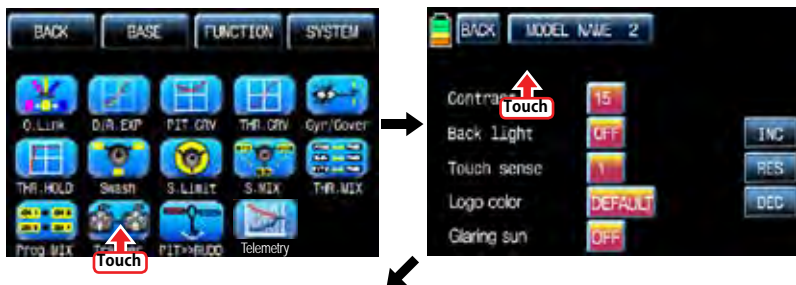 BACK BASE FUNCTION SYSTEM
Q.Link D/R.EXP PIT CRV THR.CRV Gyr/Gover
THR.HOLD Swash S.Limit S.MIX THR.MIX
Prog.MIX PIT>>RUDD Telemetry
Touch
BACK MODEL NAME 2
Contrast 15
Touch
Back light OFF INC
Touch sense 1 RES
Logo color DEFAULT DEC
Glaring sun OFF